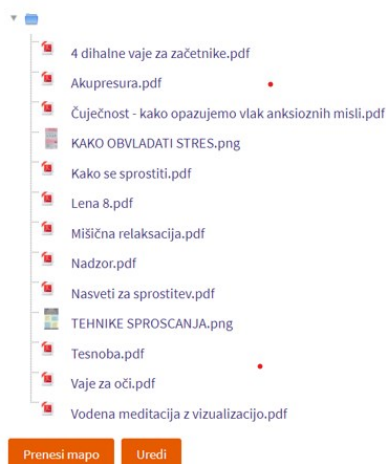 4 dihalne vaje za začetnike.pdf
Akupresura.pdf
Čuječnost - kako opazujemo vlak anksioznih misli.pdf
KAKO OBVLADATI STRES.png
Kako se sprostiti.pdf
Lena 8.pdf
Mišična relaksacija.pdf
Nadzor.pdf
Nasveti za sprostitev.pdf
TEHNIKE SPROSCANJA.png
Tesnoba.pdf
Vaje za oči.pdf
Vodena meditacija z vizualizacijo.pdf
Prenesi mapo Uredi